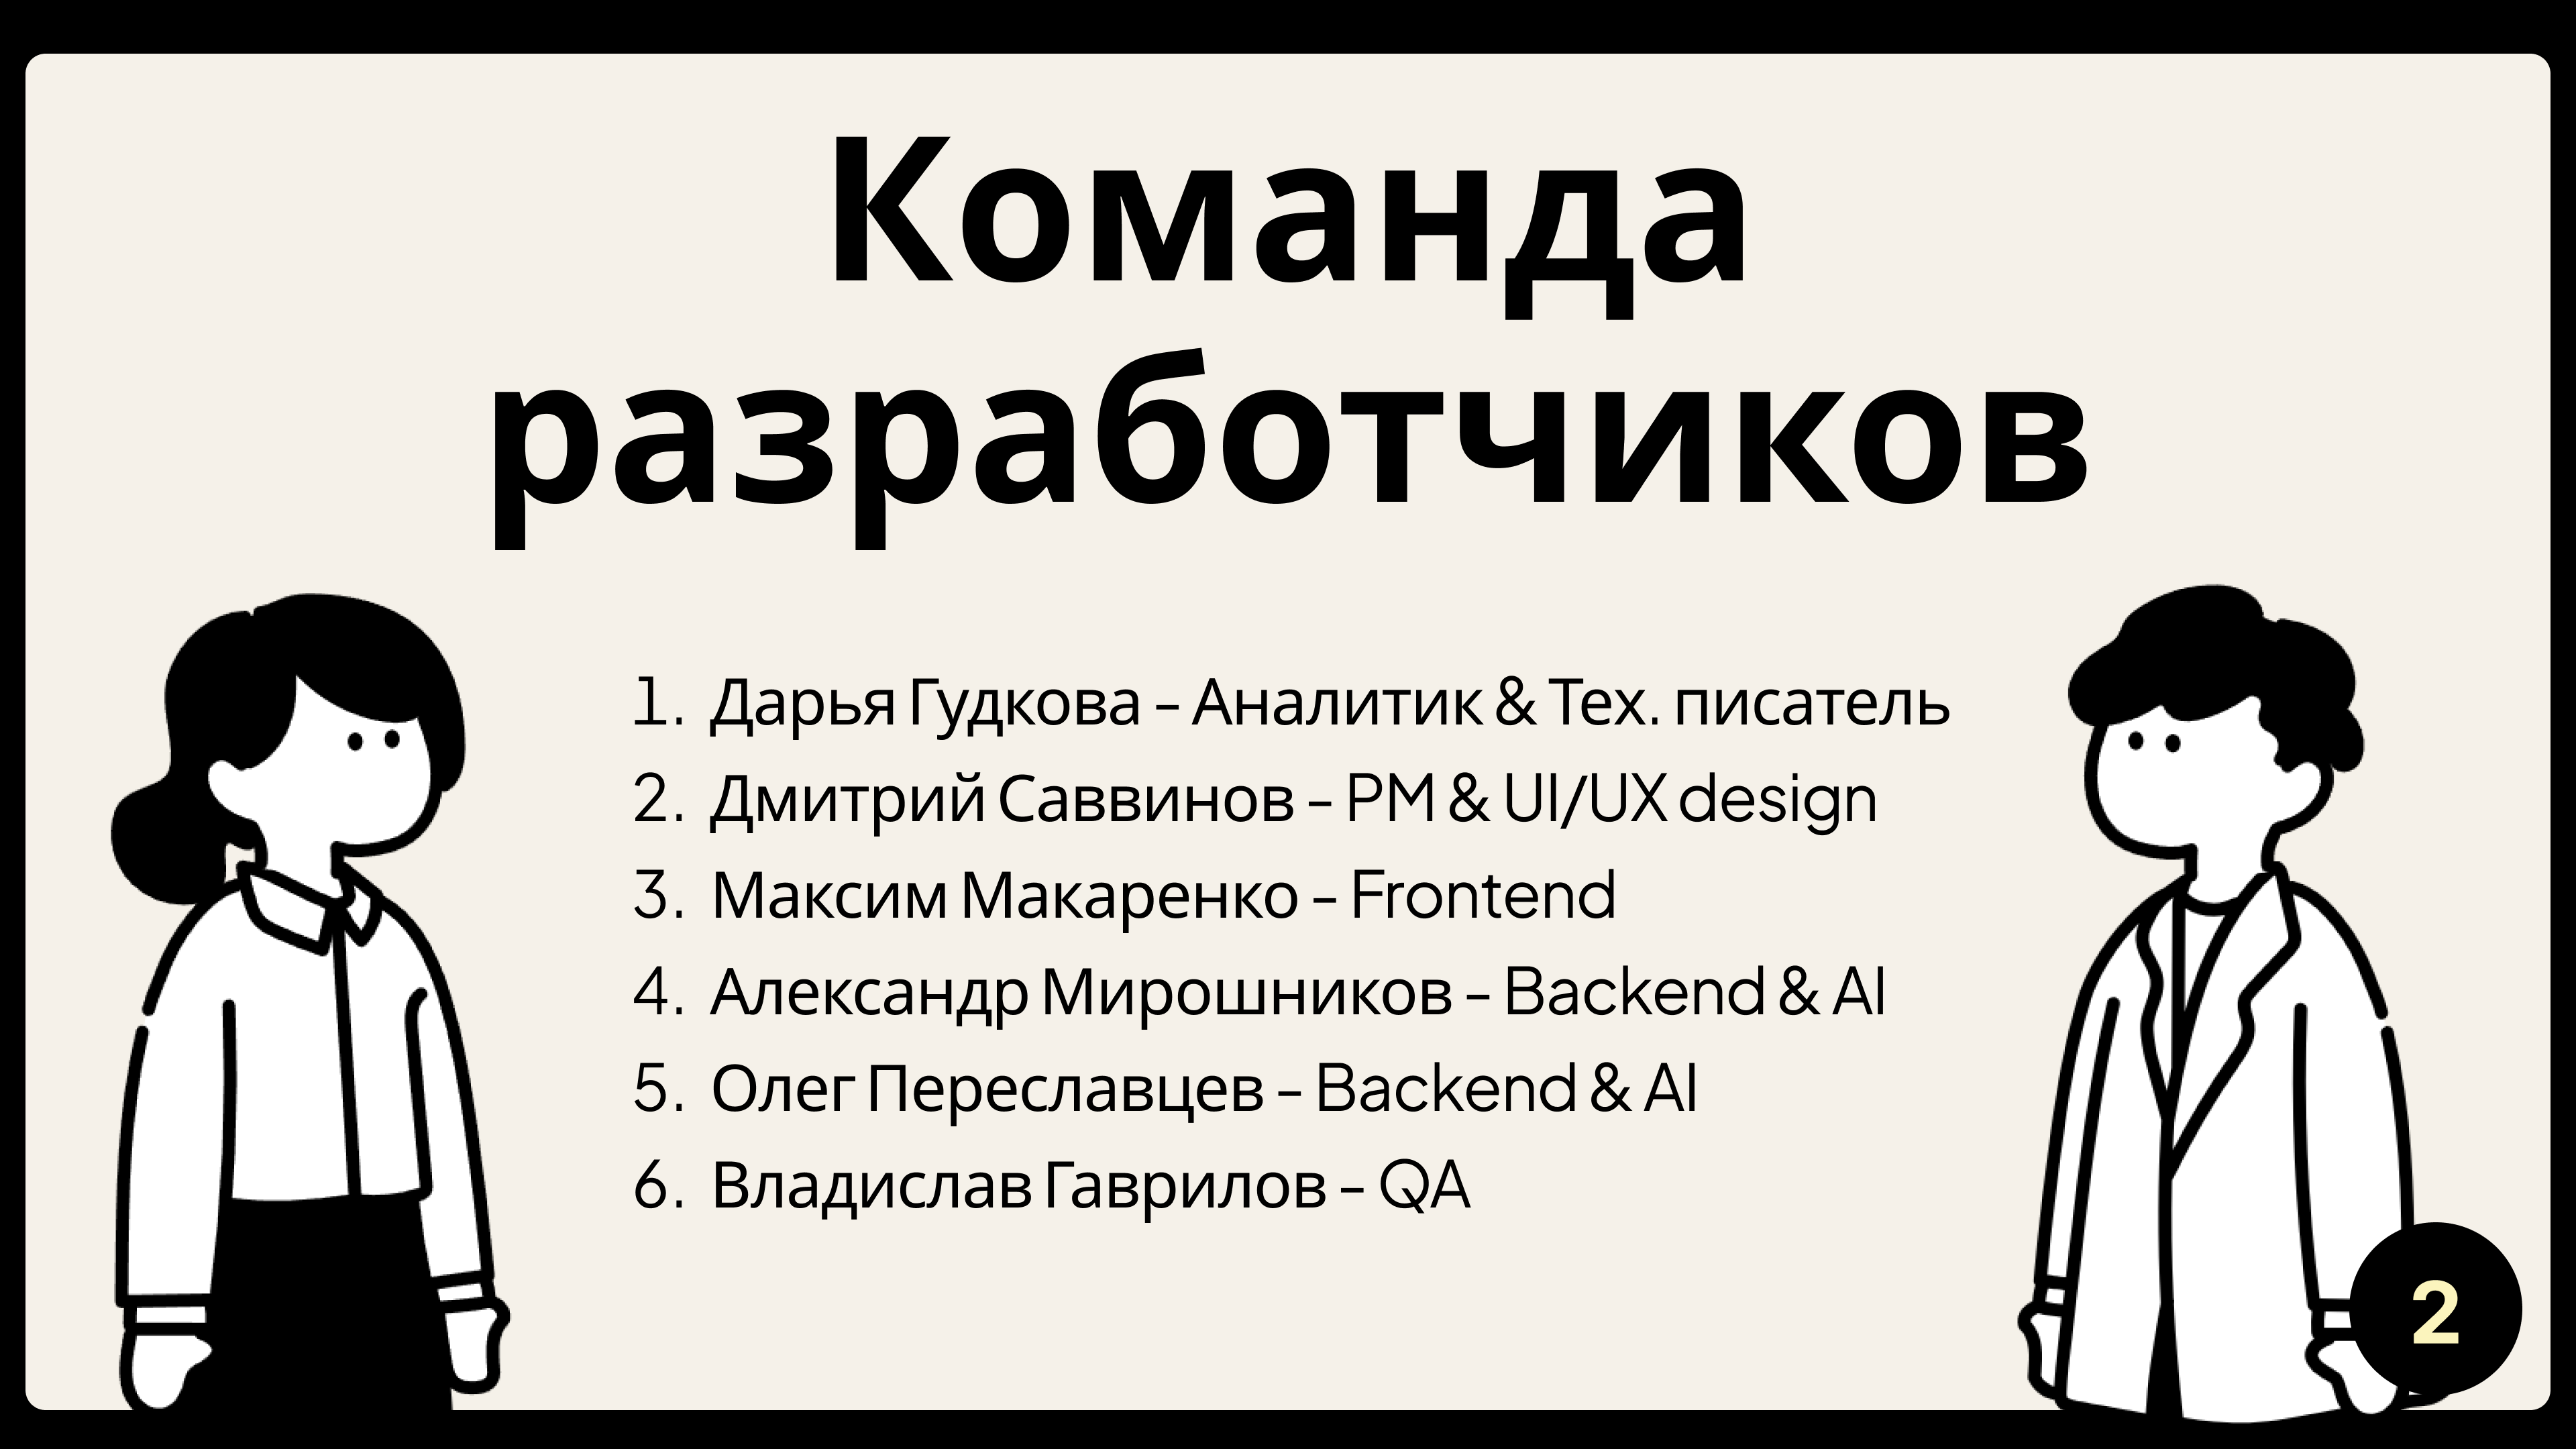 Команда
разработчиков
1. Дарья Гудкова – Аналитик & Тех. писатель
2. Дмитрий Саввинов – PM & UI/UX design
3. Максим Макаренко – Frontend
4. Александр Мирошников – Backend & AI
5. Олег Переславцев – Backend & AI
6. Владислав Гаврилов – QA
2